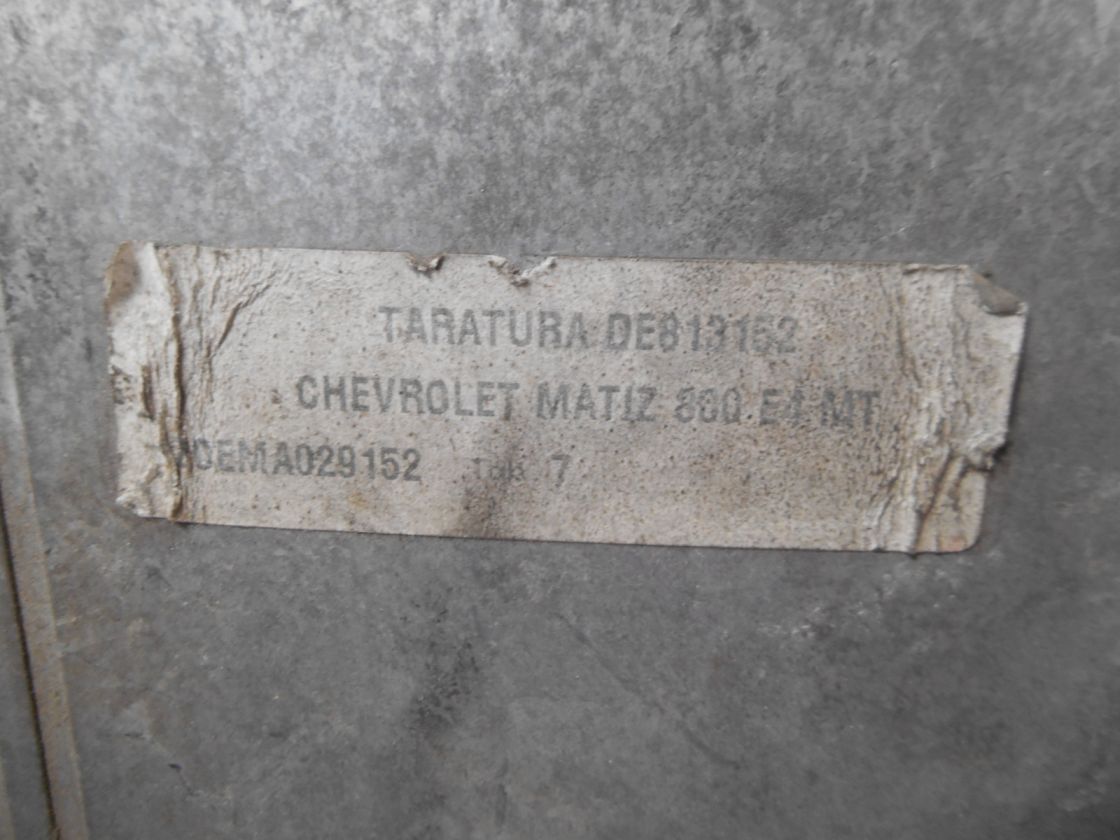 TARATURA DE813152
CHEVROLET MATIZ 800 E4 MT
DEMA029152 7